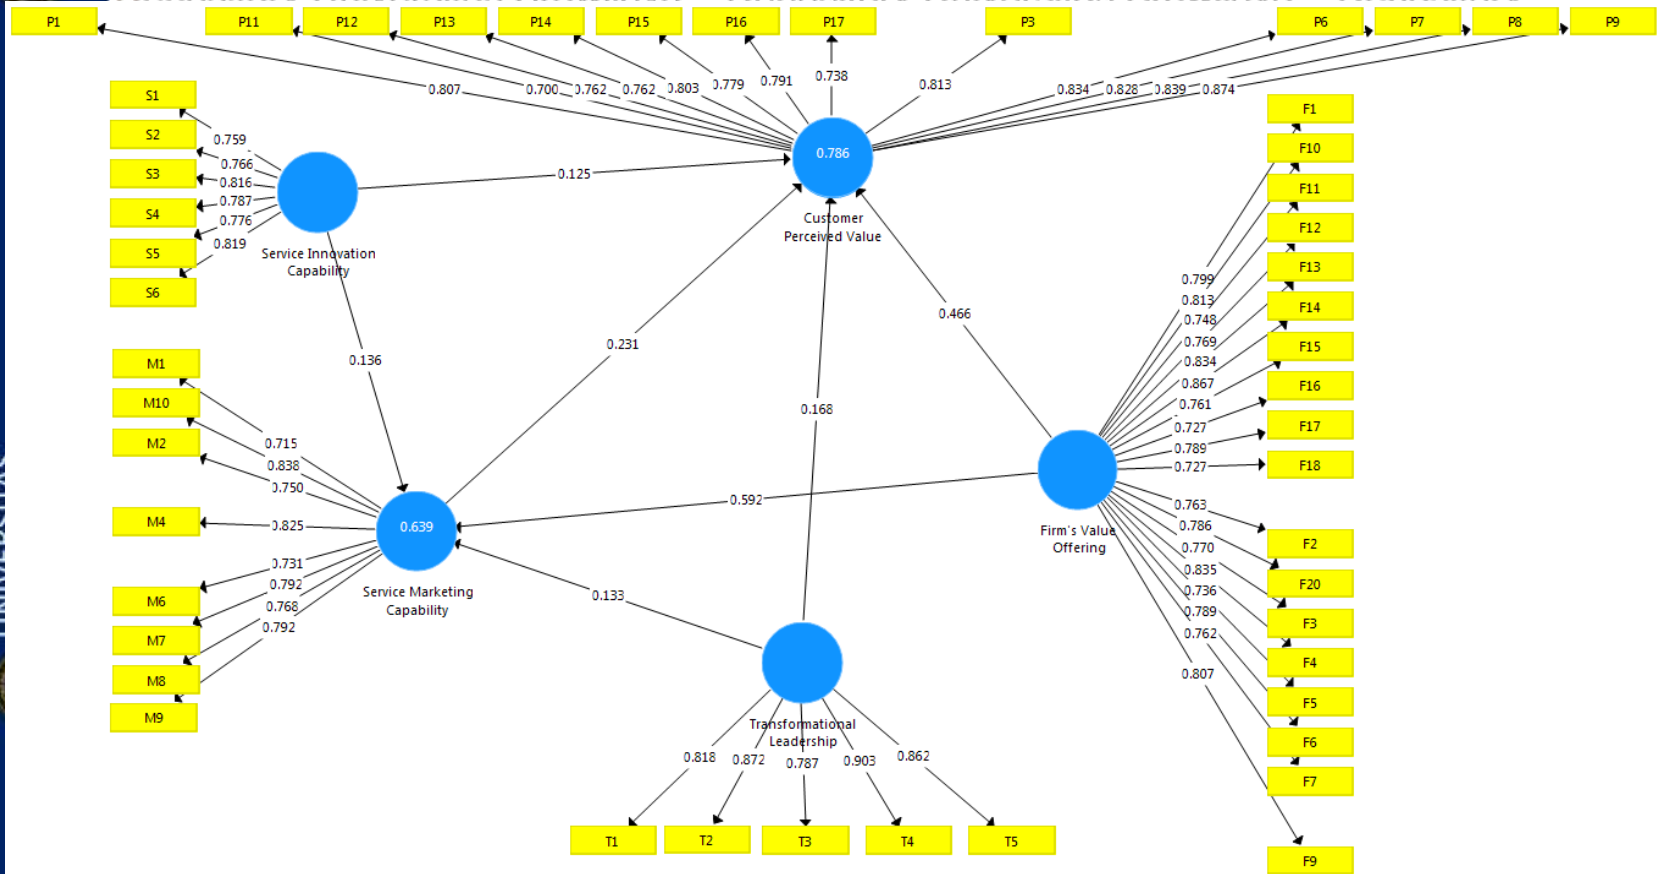 P1 P11 P12 P13 P14 P15 P16 P17 P3 P6 P7 P8 P9
0.807 0.700 0.762 0.762 0.803 0.779 0.791 0.738 0.813 0.834 0.828 0.839 0.874
S1
S2
S3
S4
S5
S6
0.759
0.766
0.816
0.787
0.776
0.819
Service Innovation
Capability
0.125
0.786
Customer
Perceived Value
0.136
0.231
0.168
0.466
M1
M10
M2
M4
M6
M7
M8
M9
0.715
0.838
0.750
0.825
0.731
0.792
0.768
0.792
0.639
Service Marketing
Capability
0.592
0.133
Firm's Value
Offering
0.799
0.813
0.748
0.769
0.834
0.867
0.761
0.727
0.789
0.727
0.763
0.786
0.770
0.835
0.736
0.789
0.762
0.807
F1
F10
F11
F12
F13
F14
F15
F16
F17
F18
F2
F20
F3
F4
F5
F6
F7
F9
Transformational
Leadership
0.818 0.872 0.787 0.903 0.862
T1 T2 T3 T4 T5